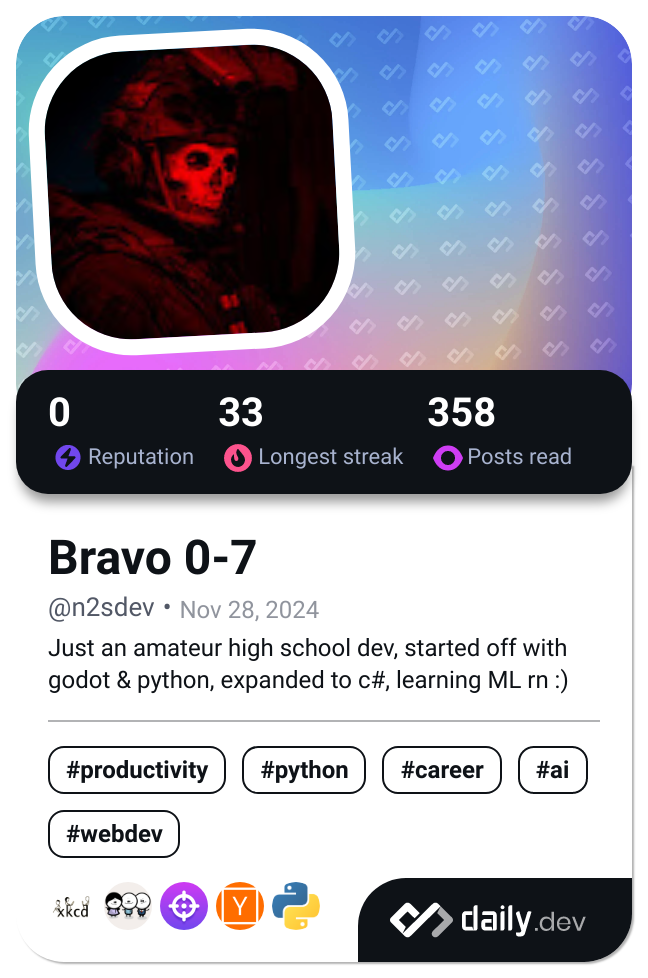 0 33 358
Reputation Longest streak Posts read
Bravo 0-7
@n2sdev • Nov 28, 2024
Just an amateur high school dev, started off with
godot & python, expanded to c#, learning ML rn :)
#productivity #python #career #ai
#webdev
xkcd Y
daily.dev